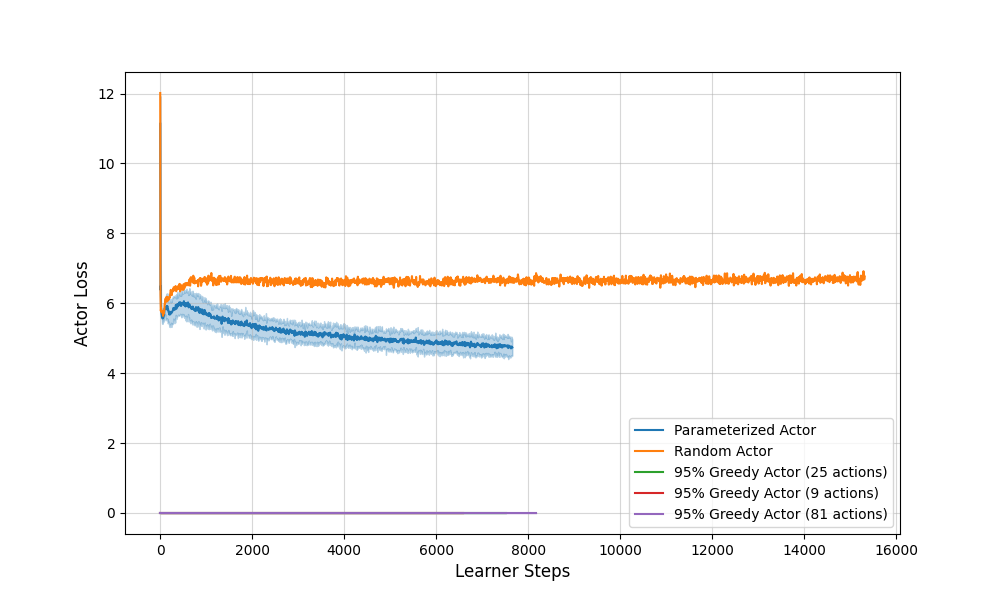 12
10
8
6
4
2
0
Actor Loss
Parameterized Actor
Random Actor
95% Greedy Actor (25 actions)
95% Greedy Actor (9 actions)
95% Greedy Actor (81 actions)
0 2000 4000 6000 8000 10000 12000 14000 16000
Learner Steps